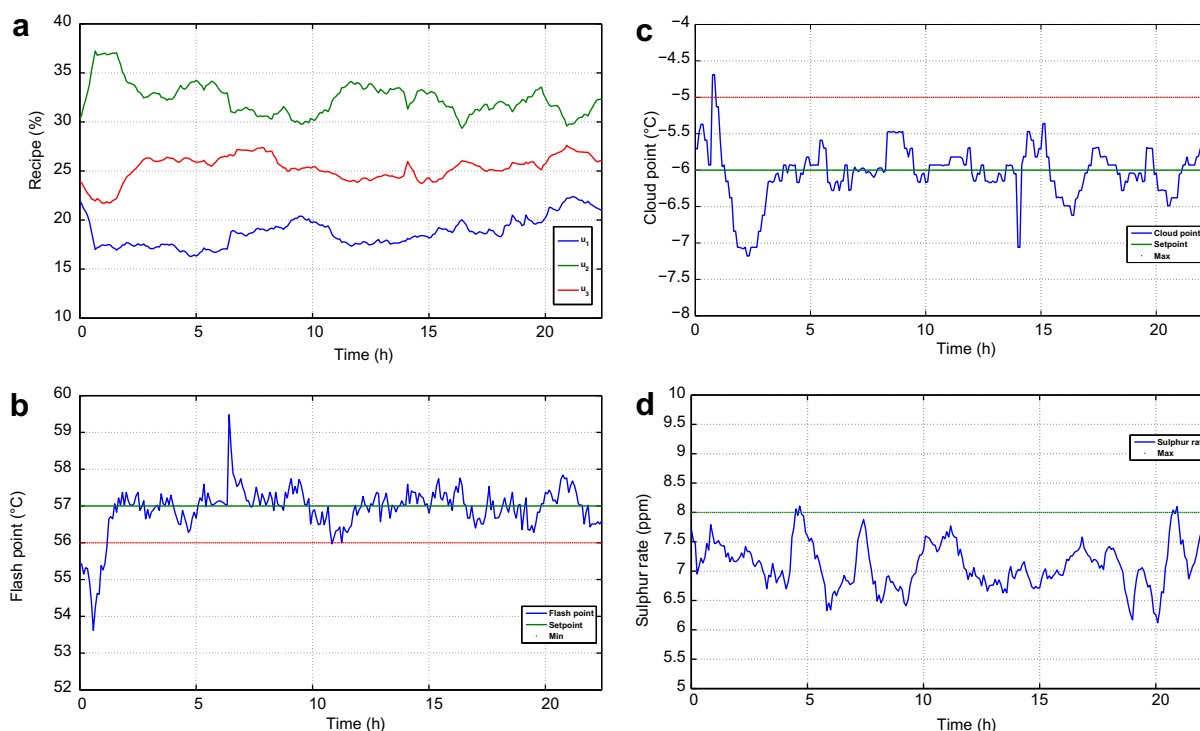 a
40
35
30
25
20
15
10
Recipe (%)
0
5
10
15
20
Time (h)
u1
u2
u3
c
−4
−4.5
−5
−5.5
−6
−6.5
−7
−7.5
−8
Cloud point (°C)
0
5
10
15
20
Time (h)
Cloud point
Setpoint
Max
b
60
59
58
57
56
55
54
53
52
Flash point (°C)
0
5
10
15
20
Time (h)
Flash point
Setpoint
Min
d
10
9.5
9
8.5
8
7.5
7
6.5
6
5.5
5
Sulphur rate (ppm)
0
5
10
15
20
Time (h)
Sulphur rate
Max